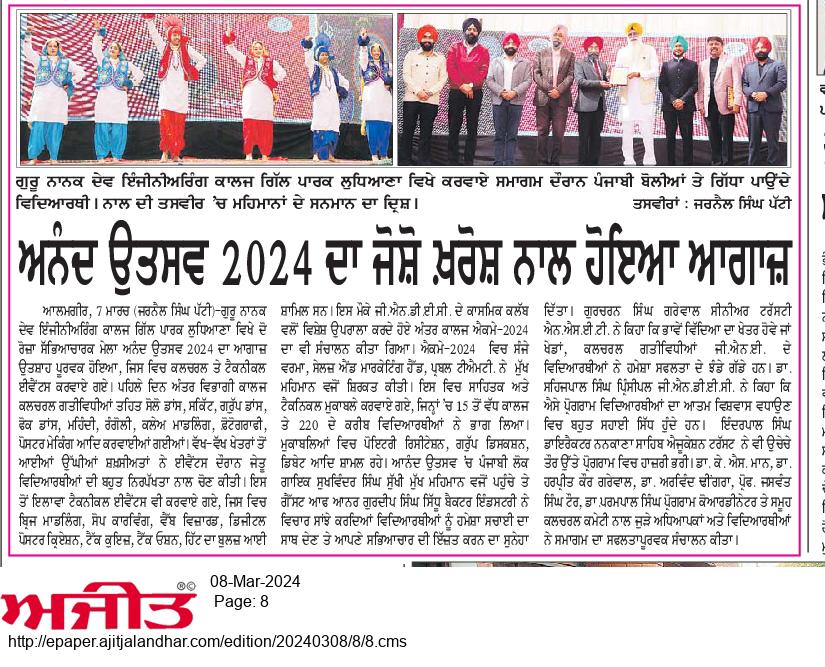 ਗੁਰੂ ਨਾਨਕ ਦੇਵ ਇੰਜੀਨੀਅਰਿੰਗ ਕਾਲਜ ਗਿੱਲ ਪਾਰਕ ਲੁਧਿਆਣਾ ਵਿਖੇ ਕਰਵਾਏ ਸਮਾਗਮ ਦੌਰਾਨ ਪੰਜਾਬੀ ਬੋਲੀਆਂ ਤੇ ਗਿੱਧਾ ਪਾਉਂਦੇ
ਵਿਦਿਆਰਥੀ। ਨਾਲ ਦੀ ਤਸਵੀਰ 'ਚ ਮਹਿਮਾਨਾਂ ਦੇ ਸਨਮਾਨ ਦਾ ਦ੍ਰਿਸ਼। ਤਸਵੀਰਾਂ : ਜਰਨੈਲ ਸਿੰਘ ਪੱਟੀ
ਅਨੰਦ ਉਤਸਵ 2024 ਦਾ ਜੋਸ਼ੋ ਖ਼ਰੋਸ਼ ਨਾਲ ਹੋਇਆ ਆਗਾਜ਼
ਆਲਮਗੀਰ, 7 ਮਾਰਚ (ਜਰਨੈਲ ਸਿੰਘ ਪੱਟੀ)-ਗੁਰੂ ਨਾਨਕ
ਦੇਵ ਇੰਜੀਨੀਅਰਿੰਗ ਕਾਲਜ ਗਿੱਲ ਪਾਰਕ ਲੁਧਿਆਣਾ ਵਿਖੇ ਦੋ
ਰੋਜ਼ਾ ਸੱਭਿਆਚਾਰਕ ਮੇਲਾ ਅਨੰਦ ਉਤਸਵ 2024 ਦਾ ਆਗਾਜ਼
ਉਤਸ਼ਾਹ ਪੂਰਵਕ ਹੋਇਆ, ਜਿਸ ਵਿਚ ਕਲਚਰਲ ਤੇ ਟੈਕਨੀਕਲ
ਈਵੈਂਟਸ ਕਰਵਾਏ ਗਏ। ਪਹਿਲੇ ਦਿਨ ਅੰਤਰ ਵਿਭਾਗੀ ਕਾਲਜ
ਕਲਚਰਲ ਗਤੀਵਿਧੀਆਂ ਤਹਿਤ ਸੋਲੋ ਡਾਂਸ, ਸਕਿੱਟ, ਗਰੁੱਪ ਡਾਂਸ,
ਫੋਕ ਡਾਂਸ, ਮਹਿੰਦੀ, ਰੰਗੋਲੀ, ਕਲੇਅ ਮਾਡਲਿੰਗ, ਫ਼ੋਟੋਗਰਾਫੀ,
ਪੋਸਟਰ ਮੇਕਿੰਗ ਆਦਿ ਕਰਵਾਈਆਂ ਗਈਆਂ। ਵੱਖ-ਵੱਖ ਖੇਤਰਾਂ ਤੋਂ
ਆਈਆਂ ਉੱਘੀਆਂ ਸ਼ਖ਼ਸੀਅਤਾਂ ਨੇ ਈਵੈਂਟਸ ਦੌਰਾਨ ਜੇਤੂ
ਵਿਦਿਆਰਥੀਆਂ ਦੀ ਬਹੁਤ ਨਿਰਪੱਖਤਾ ਨਾਲ ਚੋਣ ਕੀਤੀ। ਇਸ
ਤੋਂ ਇਲਾਵਾ ਟੈਕਨੀਕਲ ਈਵੈਂਟਸ ਵੀ ਕਰਵਾਏ ਗਏ, ਜਿਸ ਵਿਚ
ਬ੍ਰਿਜ ਮਾਡਲਿੰਗ, ਸੋਪ ਕਾਰਵਿੰਗ, ਵੈੱਬ ਵਿਜ਼ਾਰਡ, ਡਿਜੀਟਲ
ਪੋਸਟਰ ਕ੍ਰਿਏਸ਼ਨ, ਟੈੱਕ ਕੁਇਜ਼, ਟੈੱਕ ਓਸ਼ਨ, ਹਿੱਟ ਦਾ ਬੁਲਜ਼ ਆਈ
ਸ਼ਾਮਿਲ ਸਨ। ਇਸ ਮੌਕੇ ਜੀ.ਐਨ.ਡੀ.ਈ.ਸੀ. ਦੇ ਕਾਸਮਿਕ ਕਲੱਬ
ਵਲੋਂ ਵਿਸ਼ੇਸ਼ ਉਪਰਾਲਾ ਕਰਦੇ ਹੋਏ ਅੰਤਰ ਕਾਲਜ ਐਕਮੇ-2024
ਦਾ ਵੀ ਸੰਚਾਲਨ ਕੀਤਾ ਗਿਆ। ਐਕਮੇ-2024 ਵਿਚ ਸੰਜੇ
ਵਰਮਾ, ਸੇਲਜ਼ ਐਂਡ ਮਾਰਕੇਟਿੰਗ ਹੈੱਡ, ਪੂਬਲ ਟੀਐਮਟੀ. ਨੇ ਮੁੱਖ
ਮਹਿਮਾਨ ਵਜੋਂ ਸ਼ਿਰਕਤ ਕੀਤੀ। ਇਸ ਵਿਚ ਸਾਹਿਤਕ ਅਤੇ
ਟੈਕਨਿਕਲ ਮੁਕਾਬਲੇ ਕਰਵਾਏ ਗਏ, ਜਿਨ੍ਹਾਂ 'ਚ 15 ਤੋਂ ਵੱਧ ਕਾਲਜ
ਤੇ 220 ਦੇ ਕਰੀਬ ਵਿਦਿਆਰਥੀਆਂ ਨੇ ਭਾਗ ਲਿਆ।
ਮੁਕਾਬਲਿਆਂ ਵਿਚ ਪੋਇਟਰੀ ਰਿਸੀਟੇਸ਼ਨ, ਗਰੁੱਪ ਡਿਸਕਸ਼ਨ,
ਡਿਬੇਟ ਆਦਿ ਸ਼ਾਮਲ ਰਹੇ। ਆਨੰਦ ਉਤਸਵ 'ਚ ਪੰਜਾਬੀ ਲੋਕ
ਗਾਇਕ ਸੁਖਵਿੰਦਰ ਸਿੰਘ ਸੁੱਖੀ ਮੁੱਖ ਮਹਿਮਾਨ ਵਜੋਂ ਪਹੁੰਚੇ ਤੇ
ਗੈੱਸਟ ਆਫ ਆਨਰ ਗੁਰਦੀਪ ਸਿੰਘ ਸਿੱਧੂ ਬੈਕਟਰ ਇੰਡਸਟਰੀ ਨੇ
ਵਿਚਾਰ ਸਾਂਝੇ ਕਰਦਿਆਂ ਵਿਦਿਆਰਥੀਆਂ ਨੂੰ ਹਮੇਸ਼ਾ ਸਚਾਈ ਦਾ
ਸਾਥ ਦੇਣ ਤੇ ਆਪਣੇ ਸਭਿਆਚਾਰ ਦੀ ਇੱਜ਼ਤ ਕਰਨ ਦਾ ਸੁਨੇਹਾ
ਦਿੱਤਾ। ਗੁਰਚਰਨ ਸਿੰਘ ਗਰੇਵਾਲ ਸੀਨੀਅਰ ਟਰੱਸਟੀ
ਐਨ.ਐਸ.ਈ.ਟੀ। ਨੇ ਕਿਹਾ ਕਿ ਭਾਵੇਂ ਵਿੱਦਿਆ ਦਾ ਖੇਤਰ ਹੋਵੇ ਜਾਂ
ਖੇਡਾਂ, ਕਲਚਰਲ ਗਤੀਵਿਧੀਆਂ ਜੀ.ਐਨ.ਈ. ਦੇ
ਵਿਦਿਆਰਥੀਆਂ ਨੇ ਹਮੇਸ਼ਾ ਸਫਲਤਾ ਦੇ ਝੰਡੇ ਗੱਡੇ ਹਨ। ਡਾ.
ਸਹਿਜਪਾਲ ਸਿੰਘ ਪ੍ਰਿੰਸੀਪਲ ਜੀ.ਐਨ.ਡੀ.ਈ.ਸੀ. ਨੇ ਕਿਹਾ ਕਿ
ਐਸੇ ਪ੍ਰੋਗਰਾਮ ਵਿਦਿਆਰਥੀਆਂ ਦਾ ਆਤਮ ਵਿਸ਼ਵਾਸ ਵਧਾਉਣ
ਵਿਚ ਬਹੁਤ ਸਹਾਈ ਸਿੱਧ ਹੁੰਦੇ ਹਨ। ਇੰਦਰਪਾਲ ਸਿੰਘ
ਡਾਇਰੈਕਟਰ ਨਨਕਾਣਾ ਸਾਹਿਬ ਐਜੂਕੇਸ਼ਨ ਟਰੱਸਟ ਨੇ ਵੀ ਉਚੇਚੇ
ਤੌਰ ਉੱਤੇ ਪ੍ਰੋਗਰਾਮ ਵਿਚ ਹਾਜ਼ਰੀ ਭਰੀ। ਡਾ. ਕੇ. ਐਸ. ਮਾਨ, ਡਾ.
ਹਰਪ੍ਰੀਤ ਕੌਰ ਗਰੇਵਾਲ, ਡਾ. ਅਰਵਿੰਦ ਢੀਂਗਰਾ, ਪ੍ਰੋਫ. ਜਸਵੰਤ
ਸਿੰਘ ਟੌਰ, ਡਾ.ਪਰਮਪਾਲ ਸਿੰਘ ਪ੍ਰੋਗਰਾਮ ਕੋਆਰਡੀਨੇਟਰ ਤੇ ਸਮੂਹ
ਕਲਚਰਲ ਕਮੇਟੀ ਨਾਲ ਜੁੜੇ ਅਧਿਆਪਕਾਂ ਅਤੇ ਵਿਦਿਆਰਥੀਆਂ
ਨੇ ਸਮਾਗਮ ਦਾ ਸਫਲਤਾਪੂਰਵਕ ਸੰਚਾਲਨ ਕੀਤਾ।
ਅਜੀਤ ®©
08-Mar-2024
Page: 8
http://epaper.ajitjalandhar.com/edition/20240308/8/8.cms